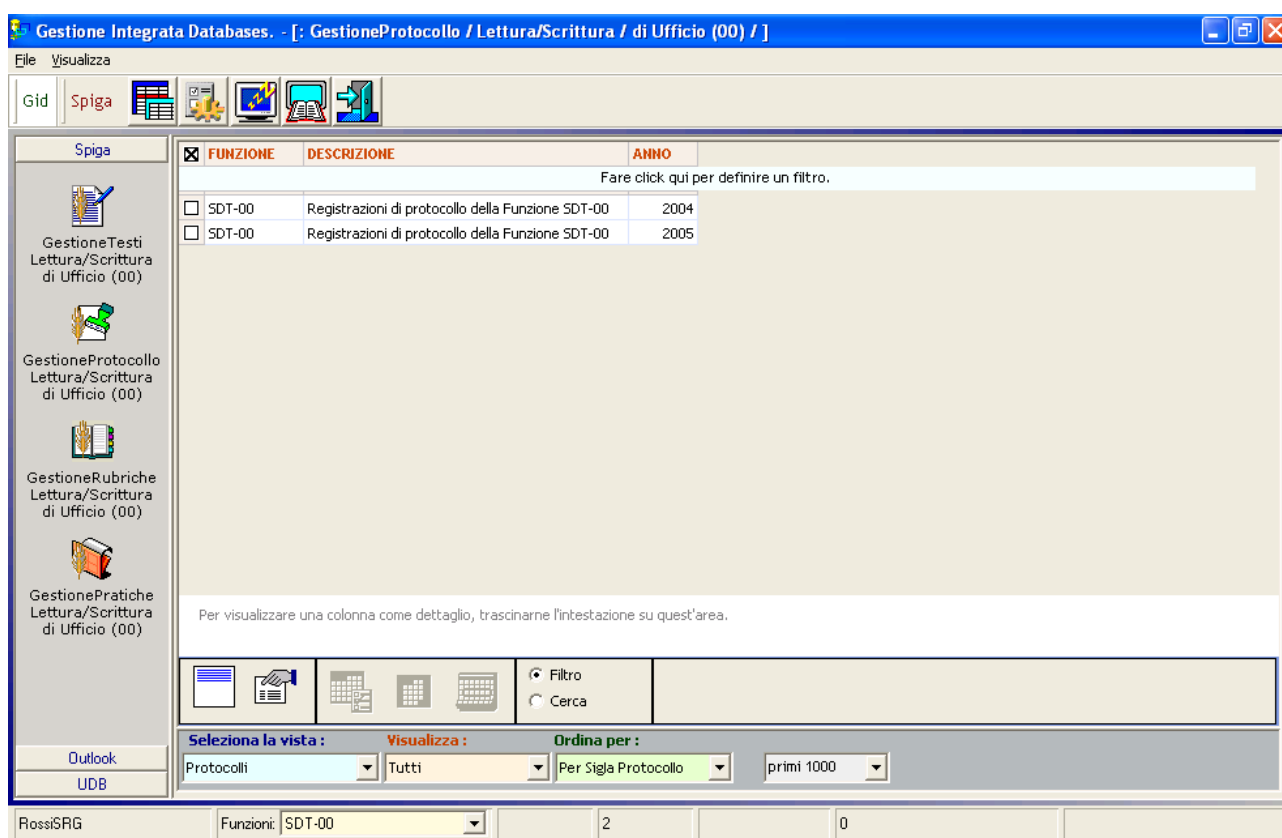 Gestione Integrata Databases. - [: GestioneProtocollo / Lettura/Scrittura / di Ufficio (00) / ]
File Visualizza
Gid Spiga
Spiga
GestioneTesti
Lettura/Scrittura
di Ufficio (00)
GestioneProtocollo
Lettura/Scrittura
di Ufficio (00)
GestioneRubriche
Lettura/Scrittura
di Ufficio (00)
GestionePratiche
Lettura/Scrittura
di Ufficio (00)
Outlook
UDB
FUNZIONE DESCRIZIONE ANNO
Fare click qui per definire un filtro.
SDT-00 Registrazioni di protocollo della Funzione SDT-00 2004
SDT-00 Registrazioni di protocollo della Funzione SDT-00 2005
Per visualizzare una colonna come dettaglio, trascinarne l'intestazione su quest'area.
Filtro
Cerca
Seleziona la vista : Visualizza : Ordina per :
Protocolli Tutti Per Sigla Protocollo primi 1000
RossiSRG Funzioni: SDT-00 2 0